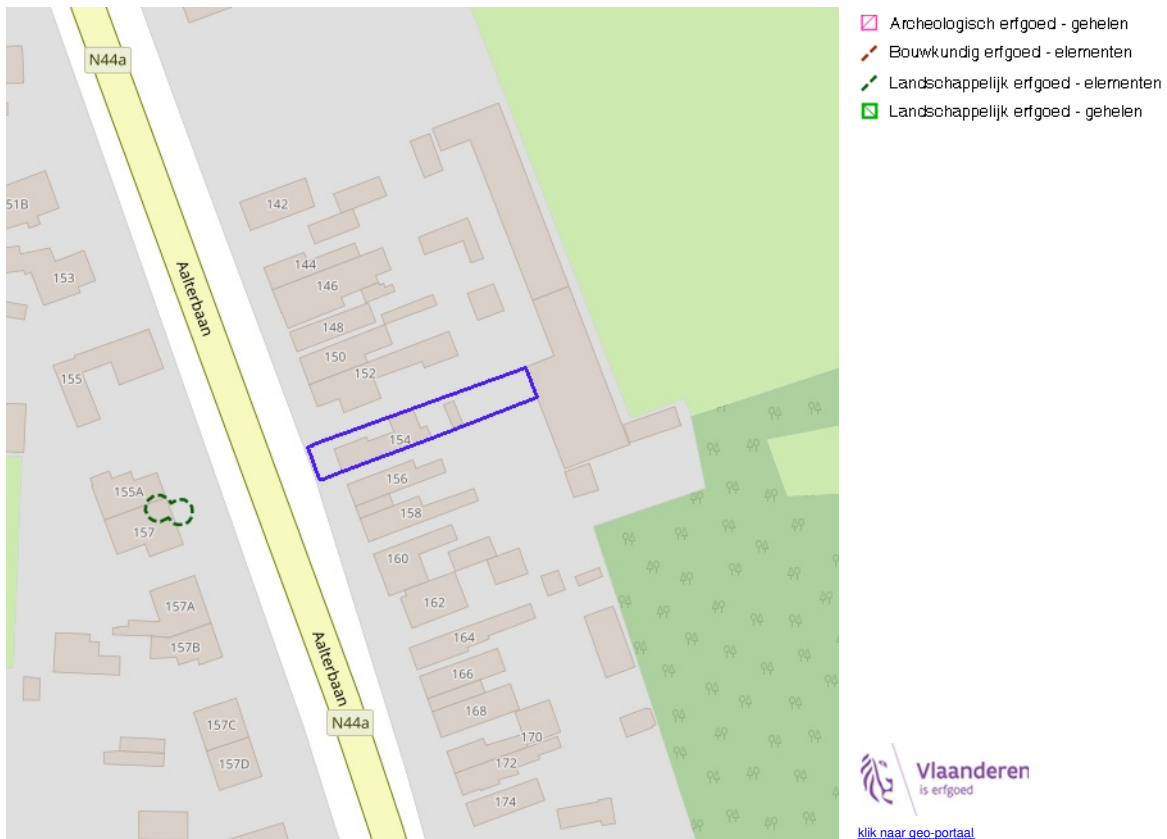 N44a
Aalterbaan
Aalterbaan
N44a
51B
153
155
155A
157
157A
157B
157C
157D
142
144
146
148
150
152
154
156
158
160
162
164
166
168
170
172
174
Archeologisch erfgoed - gehelen
Bouwkundig erfgoed - elementen
Landschappelijk erfgoed - elementen
Landschappelijk erfgoed - gehelen
Vlaanderen
is erfgoed
klik naar geo-portaal